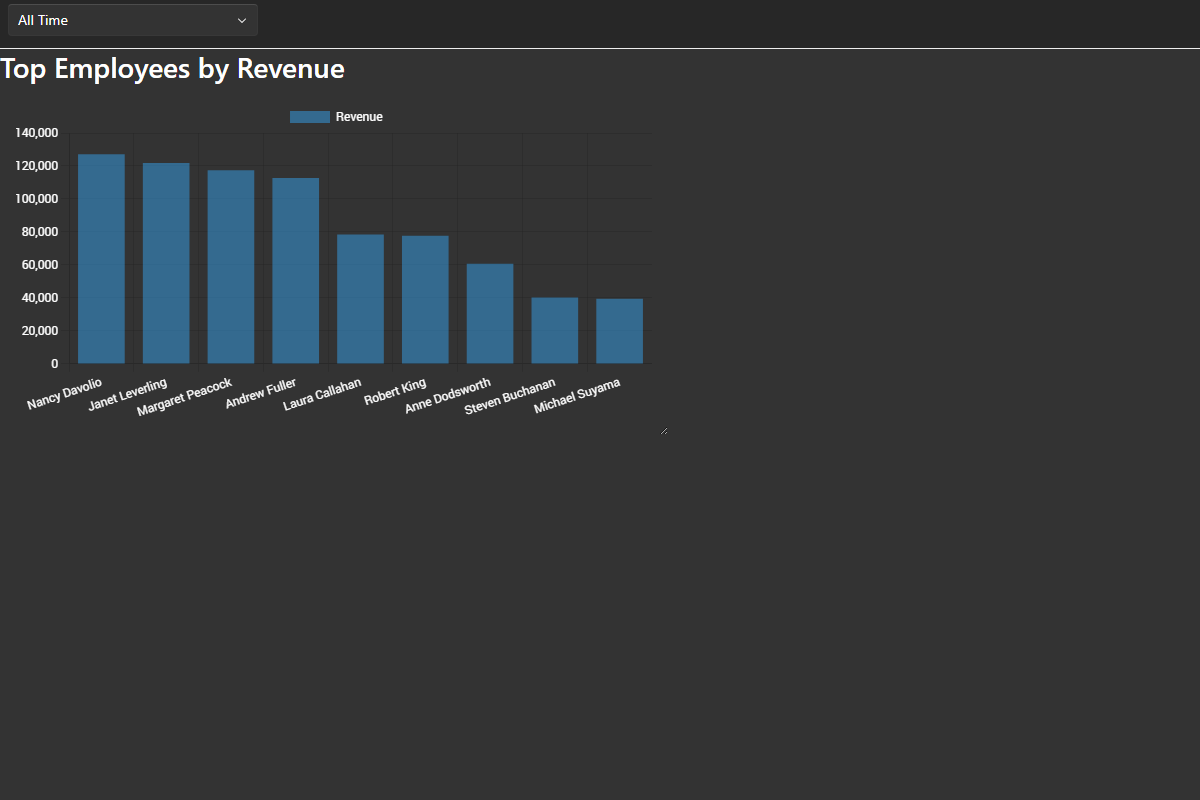 All Time
Top Employees by Revenue
Revenue
140,000
120,000
100,000
80,000
60,000
40,000
20,000
0
Nancy Davolio
Janet Leverling
Margaret Peacock
Andrew Fuller
Laura Callahan
Robert King
Anne Dodsworth
Steven Buchanan
Michael Suyama